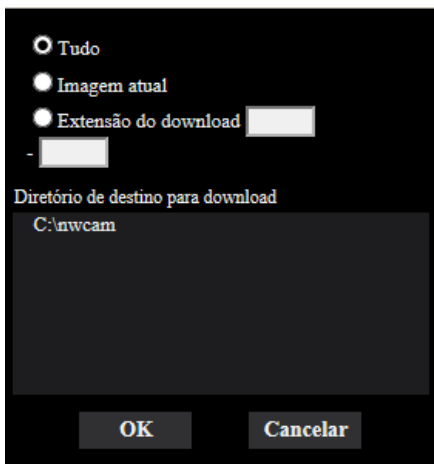 Tudo
Imagem atual
Extensão do download
-
Diretório de destino para download
C:\nwcam
OK
Cancelar